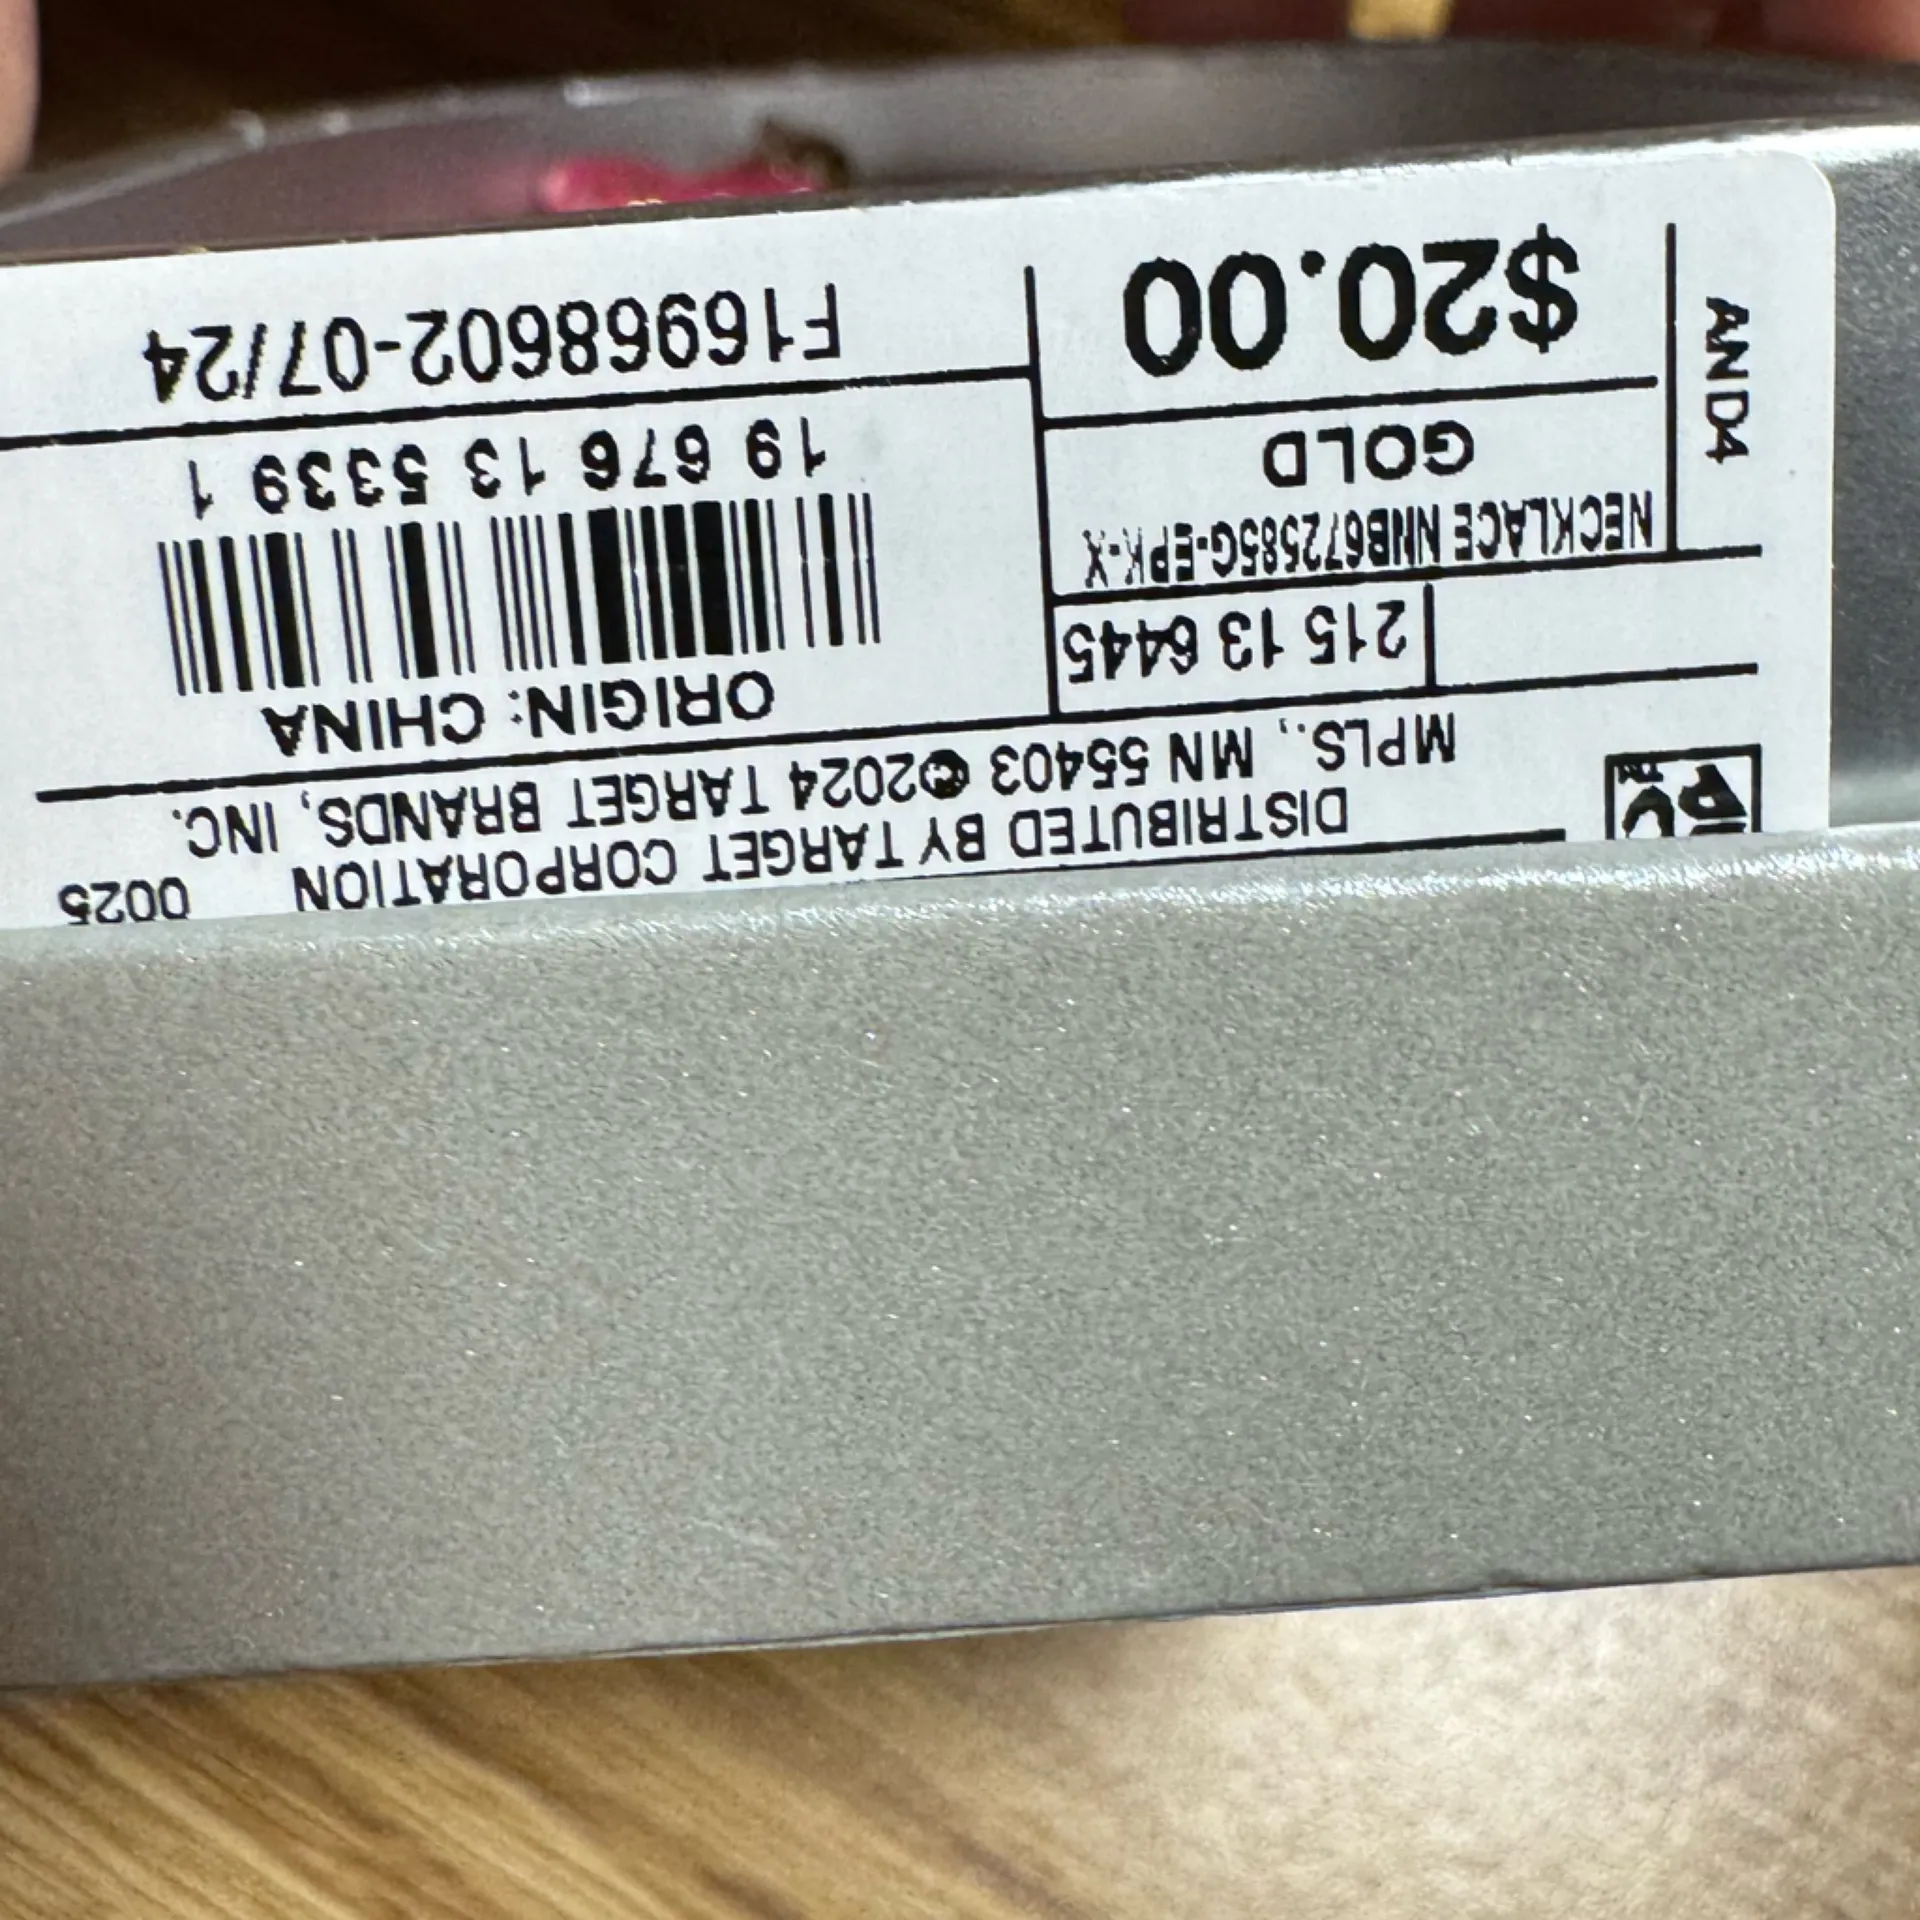 DISTRIBUTED BY TARGET CORPORATION 0025
MPLS., MN 55403 ©2024 TARGET BRANDS, INC.
215 13 6445
NECKLACE NNB672585G-EPK-X
GOLD
$20.00
AND4
ORIGIN: CHINA
19 676 13 5339 1
F16968602-07/24